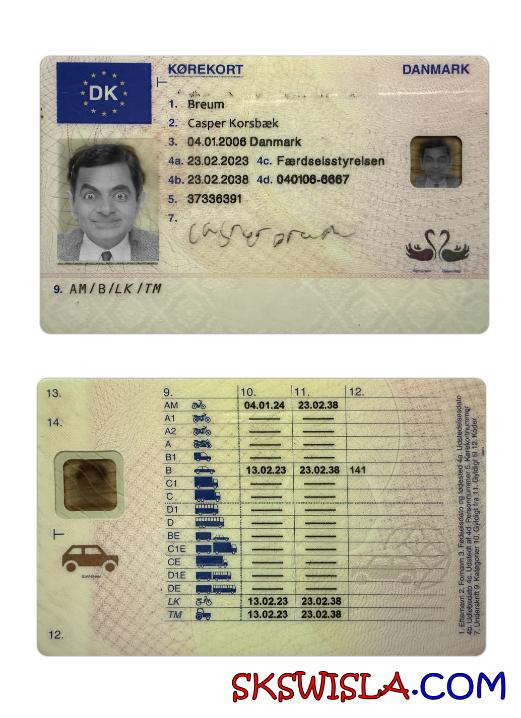 DK
KØREKORT DANMARK
1. Breum
2. Casper Korsbæk
3. 04.01.2006 Danmark
4a. 23.02.2023 4c. Færdselsstyrelsen
4b. 23.02.2038 4d. 040106-6667
5. 37336391
7. Casper Breum
9. AM/B/LK/TM
13.
14.
12.
9. 10. 11. 12.
AM 04.01.24 23.02.38
A1
A2
A
B1
B 13.02.23 23.02.38 141
C1
C
D1
D
BE
C1E
CE
D1E
DE
LK 13.02.23 23.02.38
TM 13.02.23 23.02.38
1. Efternavn 2. Fornavn 3. Fødselsdato og fødested 4a. Udstedelsesdato
4b. Udløbsdato 4c. Udstedt af 4d. Personnummer 5. Kørekortnummer
7. Underskrift 9. Kategorier 10. Gyldigt fra 11. Gyldigt til 12. Koder
SKSWISLA.COM